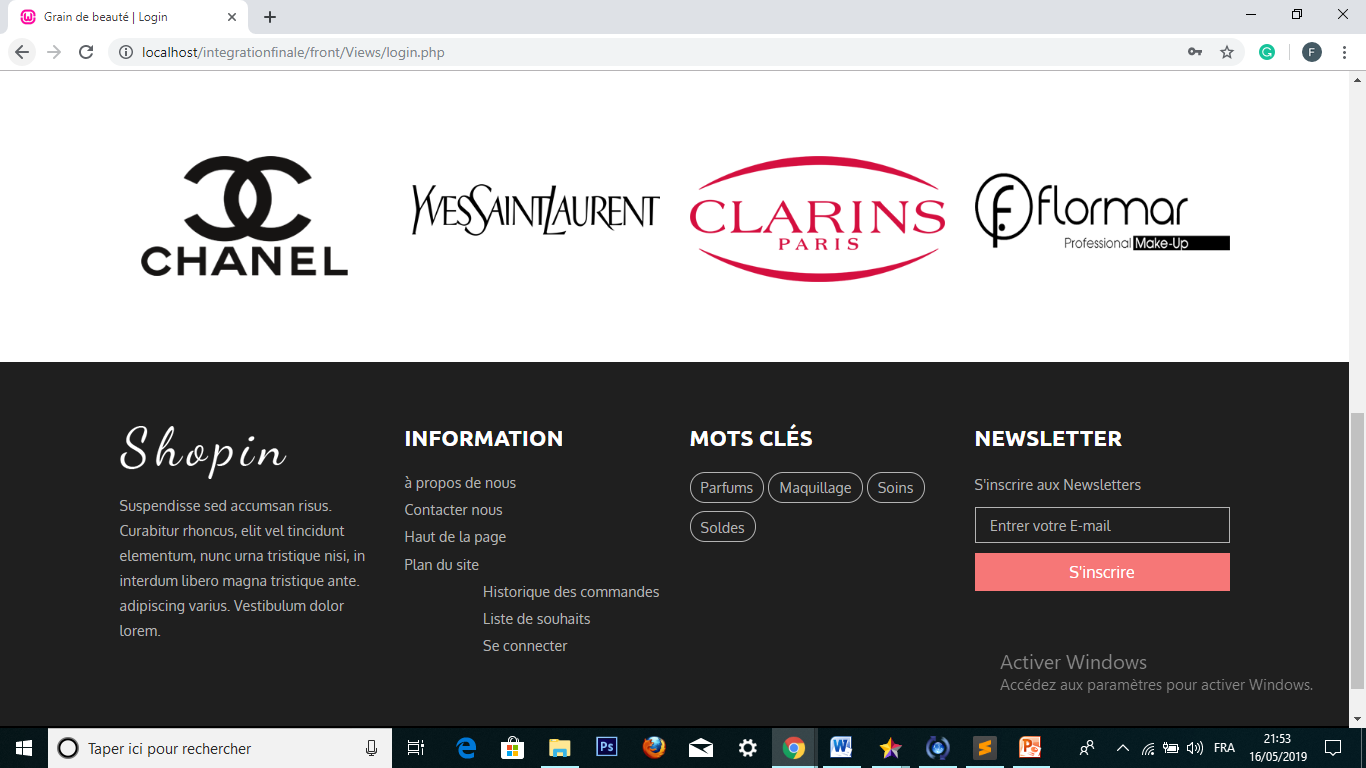 Grain de beauté | Login
localhost/integrationfinale/front/Views/login.php
F
CHANEL
YVESSAINTLAURENT
CLARINS
PARIS
flormar
Professional Make-Up
Shopin
Suspendisse sed accumsan risus.
Curabitur rhoncus, elit vel tincidunt
elementum, nunc urna tristique nisi, in
interdum libero magna tristique ante.
adipiscing varius. Vestibulum dolor
lorem.
INFORMATION
à propos de nous
Contacter nous
Haut de la page
Plan du site
Historique des commandes
Liste de souhaits
Se connecter
MOTS CLÉS
Parfums Maquillage Soins
Soldes
NEWSLETTER
S'inscrire aux Newsletters
Entrer votre E-mail
S'inscrire
Activer Windows
Accédez aux paramètres pour activer Windows.
Taper ici pour rechercher
Ps
FRA
21:53
16/05/2019